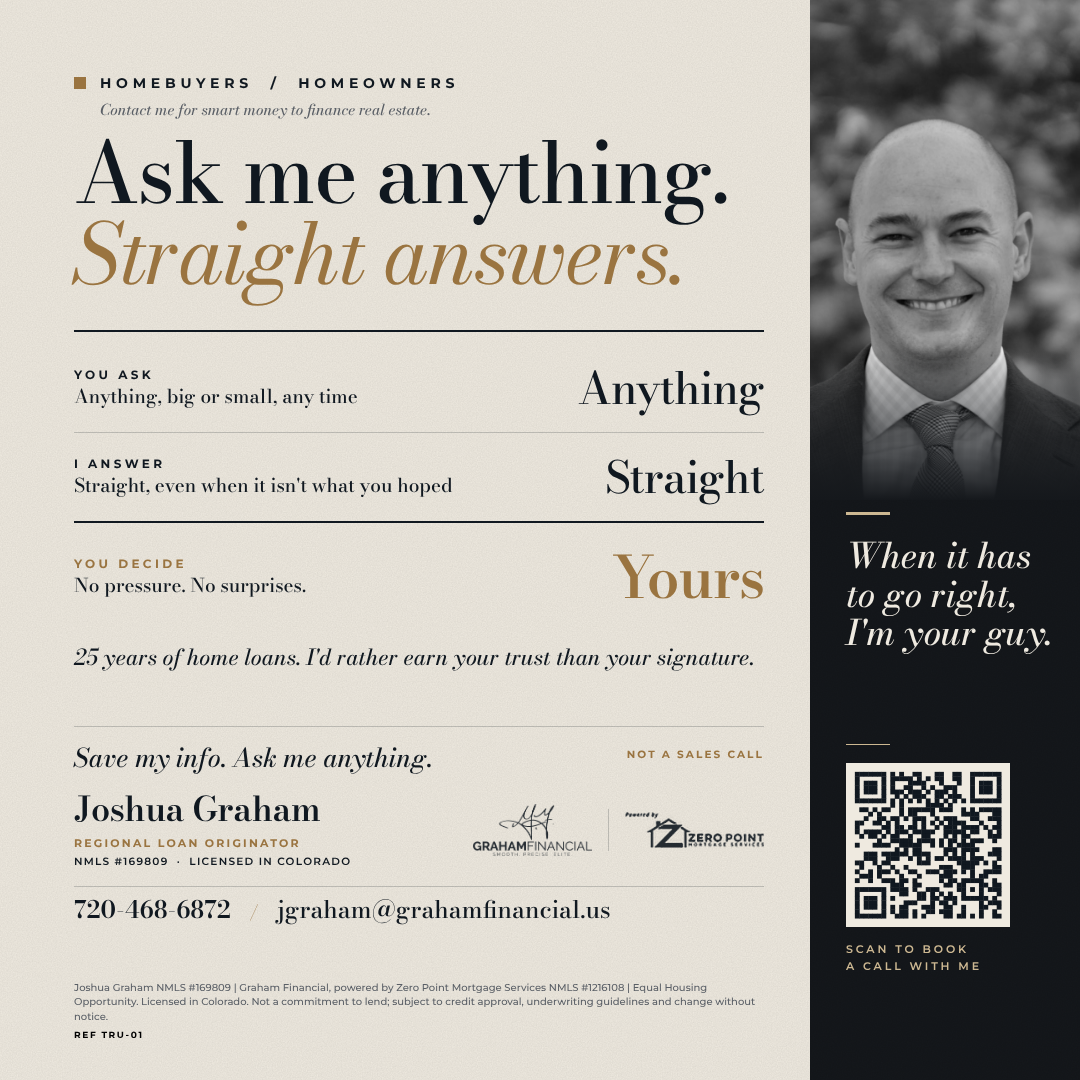 HOMEBUYERS / HOMEOWNERS
Contact me for smart money to finance real estate.
Ask me anything.
Straight answers.
YOU ASK
Anything, big or small, any time
Anything
I ANSWER
Straight, even when it isn't what you hoped
Straight
YOU DECIDE
No pressure. No surprises.
Yours
25 years of home loans. I'd rather earn your trust than your signature.
Save my info. Ask me anything.
NOT A SALES CALL
Joshua Graham
REGIONAL LOAN ORIGINATOR
NMLS #169809 · LICENSED IN COLORADO
GRAHAMFINANCIAL
SMOOTH. PRECISE. ELITE.
Powered by
ZERO POINT
MORTGAGE SERVICES
720-468-6872 / jgraham@grahamfinancial.us
Joshua Graham NMLS #169809 | Graham Financial, powered by Zero Point Mortgage Services NMLS #1216108 | Equal Housing
Opportunity. Licensed in Colorado. Not a commitment to lend; subject to credit approval, underwriting guidelines and change without
notice.
REF TRU-01
When it has
to go right,
I'm your guy.
SCAN TO BOOK
A CALL WITH ME